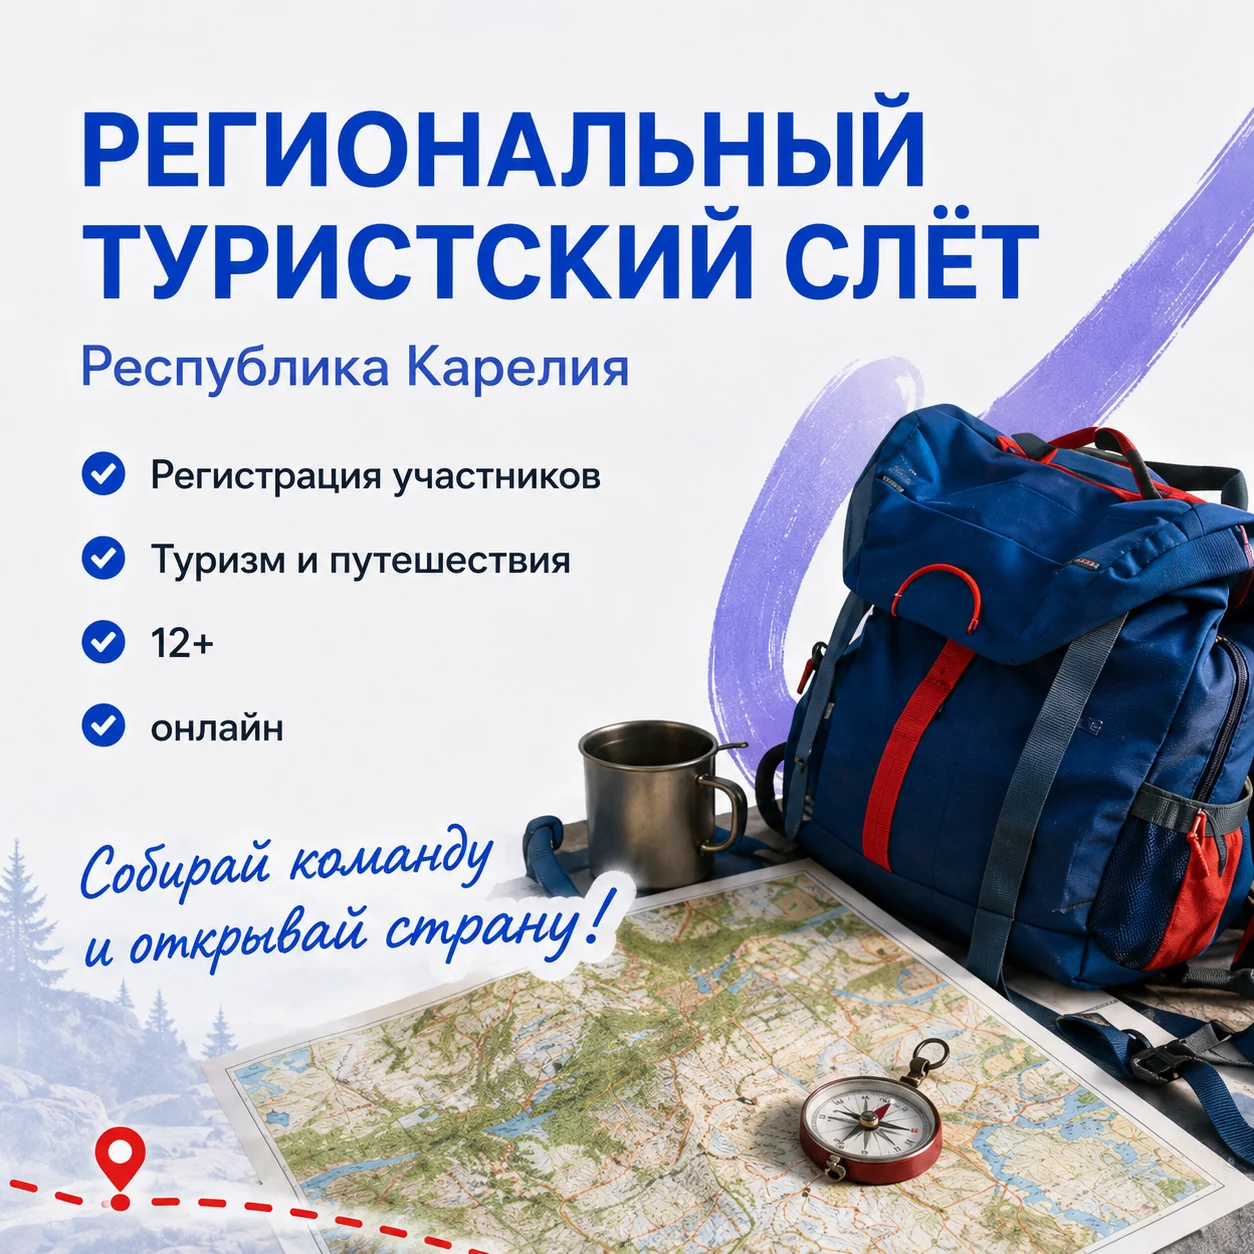 РЕГИОНАЛЬНЫЙ
ТУРИСТСКИЙ СЛЁТ
Республика Карелия
Регистрация участников
Туризм и путешествия
12+
онлайн
Собирай команду
и открывай страну!